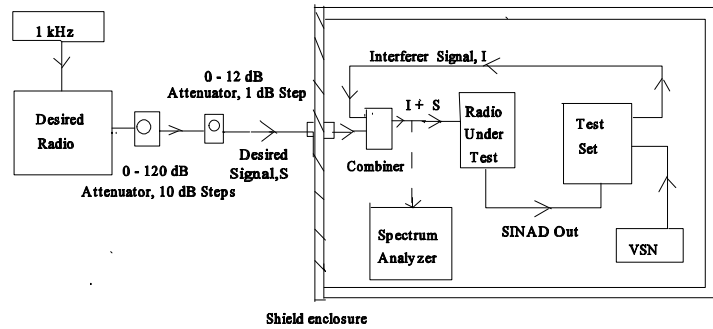 1 kHz
Desired
Radio
0 - 120 dB
Attenuator, 10 dB Steps
0 - 12 dB
Attenuator, 1 dB Step
Desired
Signal,S
Interferer Signal, I
I + S
Combiner
Radio
Under
Test
Test
Set
Spectrum
Analyzer
SINAD Out
VSN
Shield enclosure